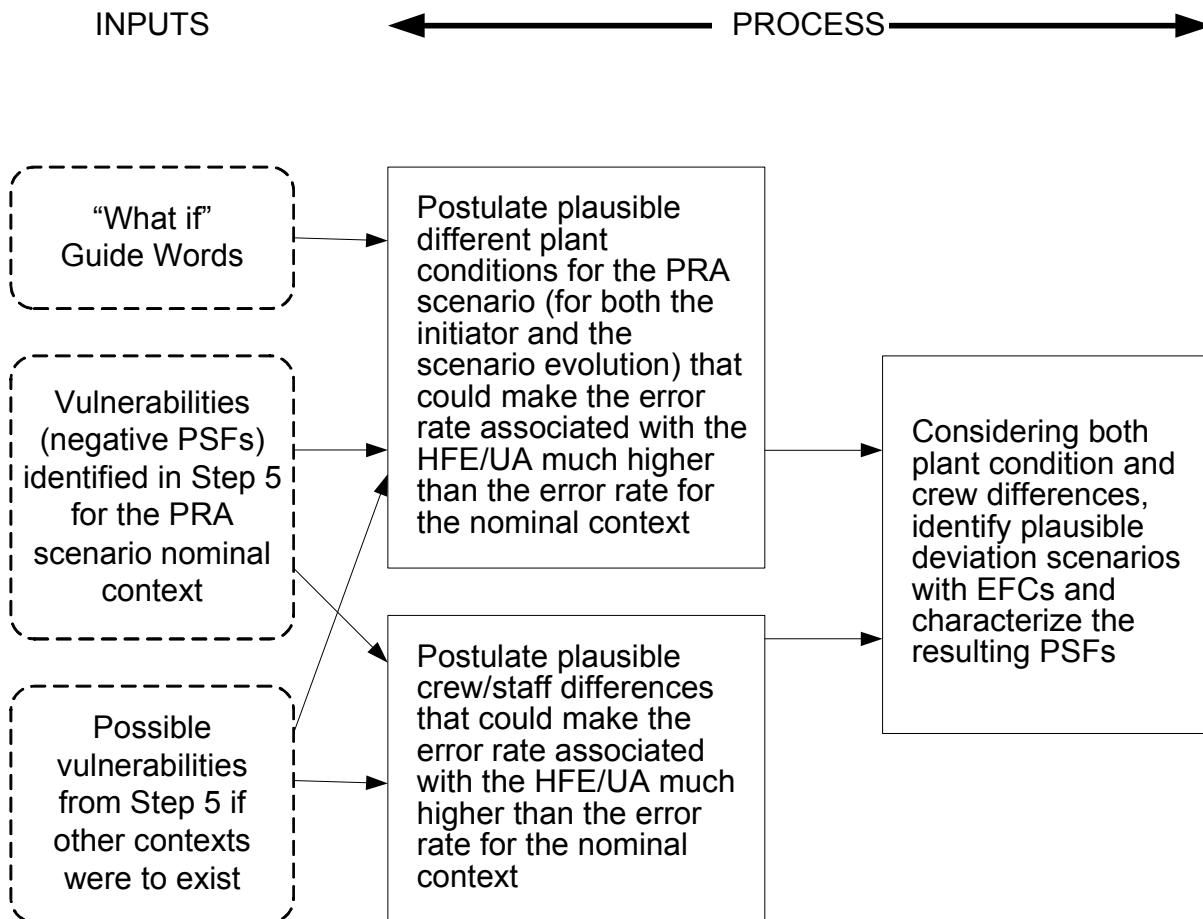 INPUTS
PROCESS
“What if”
Guide Words
Vulnerabilities
(negative PSFs)
identified in Step 5
for the PRA
scenario nominal
context
Possible
vulnerabilities
from Step 5 if
other contexts
were to exist
Postulate plausible
different plant
conditions for the PRA
scenario (for both the
initiator and the
scenario evolution) that
could make the error
rate associated with the
HFE/UA much higher
than the error rate for
the nominal context
Postulate plausible
crew/staff differences
that could make the
error rate associated
with the HFE/UA much
higher than the error
rate for the nominal
context
Considering both
plant condition and
crew differences,
identify plausible
deviation scenarios
with EFCs and
characterize the
resulting PSFs